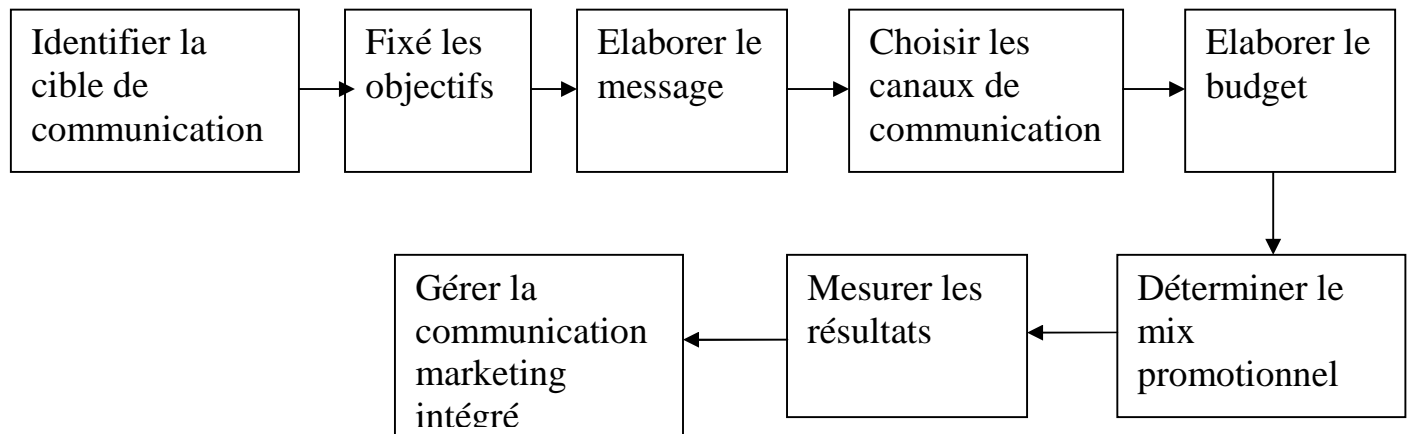 Identifier la
cible de
communication
Fixé les
objectifs
Elaborer le
message
Choisir les
canaux de
communication
Elaborer le
budget
Déterminer le
mix
promotionnel
Mesurer les
résultats
Gérer la
communication
marketing
intégré